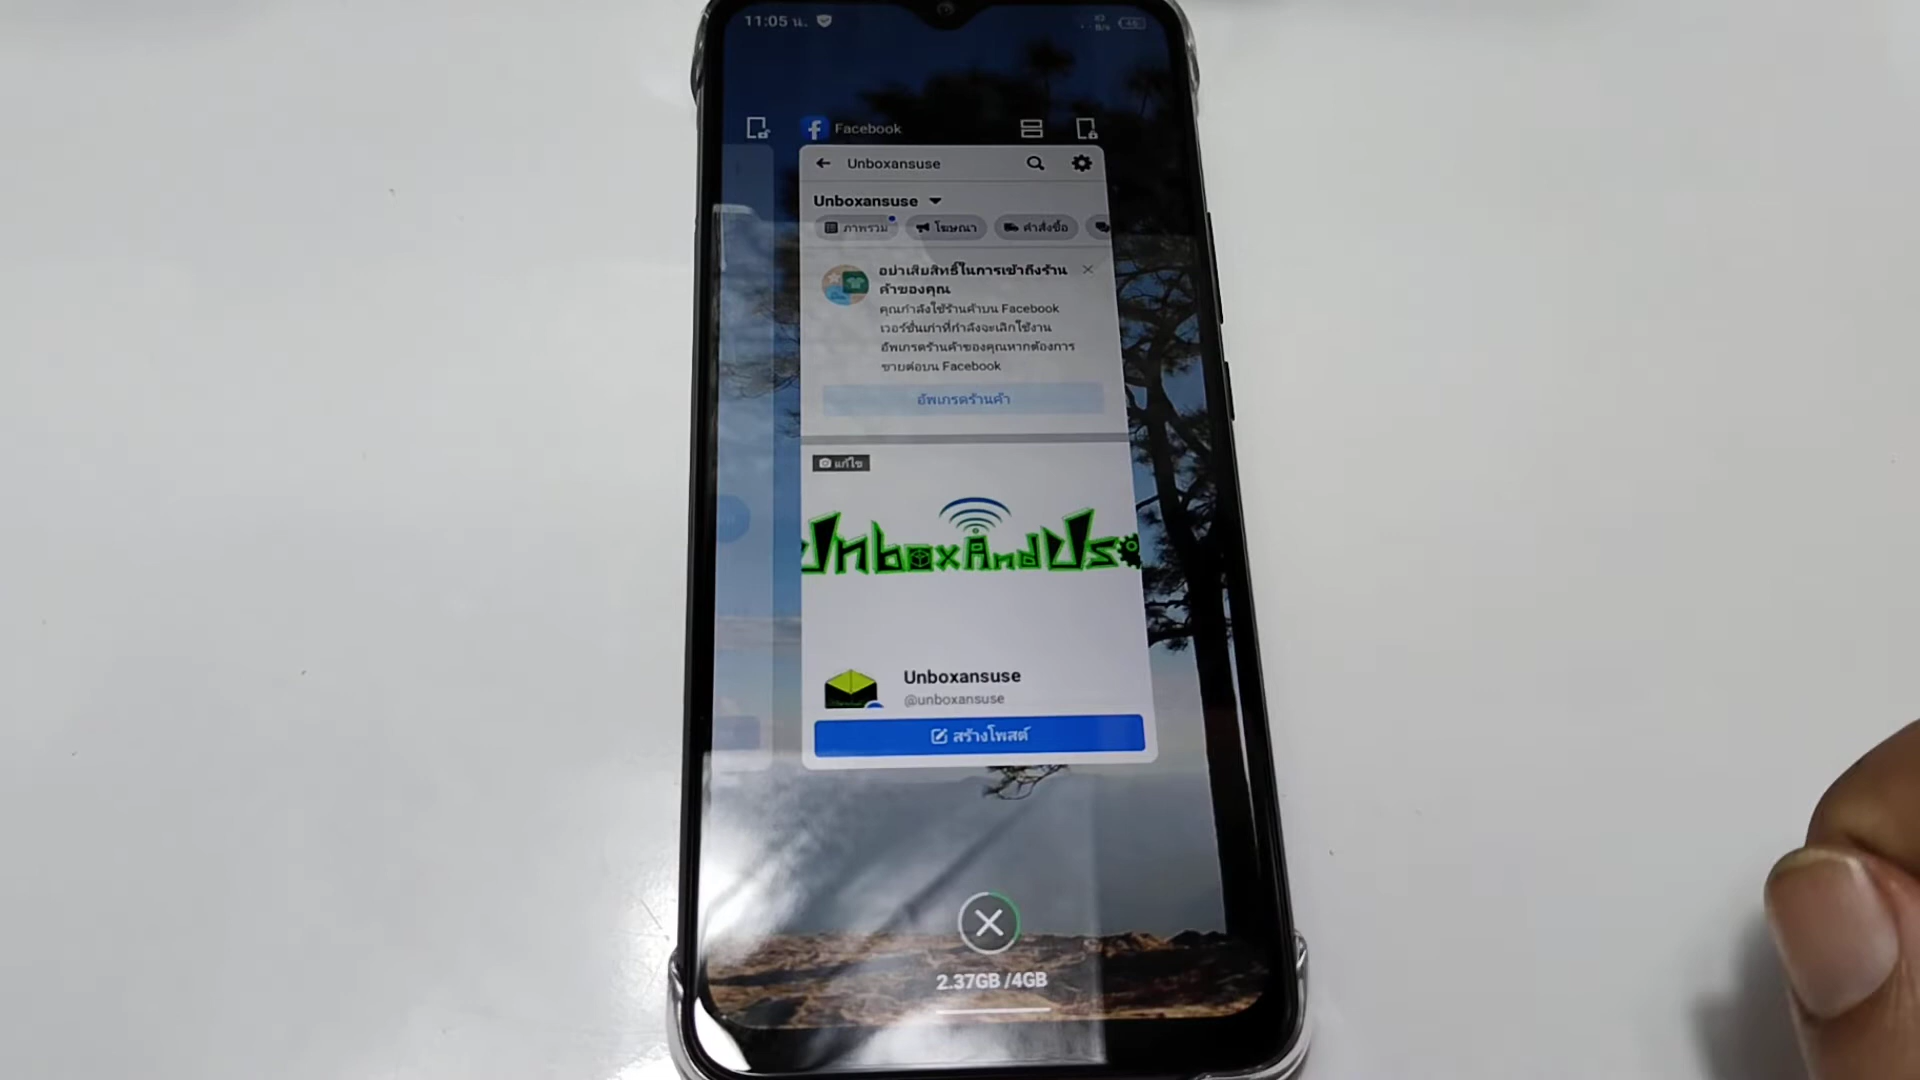 11:05 น.
46
Facebook
Unboxansuse
Unboxansuse
ภาพรวม
โฆษณา
คำสั่งซื้อ
อย่าเสียสิทธิ์ในการเข้าถึงร้าน
ค้าของคุณ
คุณกำลังใช้ร้านค้าบน Facebook
เวอร์ชั่นเก่าที่กำลังจะเลิกใช้งาน
อัพเกรดร้านค้าของคุณหากต้องการ
ขายต่อบน Facebook
อัพเกรดร้านค้า
แก้ไข
UnboxAndUs
Unboxansuse
@unboxansuse
สร้างโพสต์
2.37GB /4GB